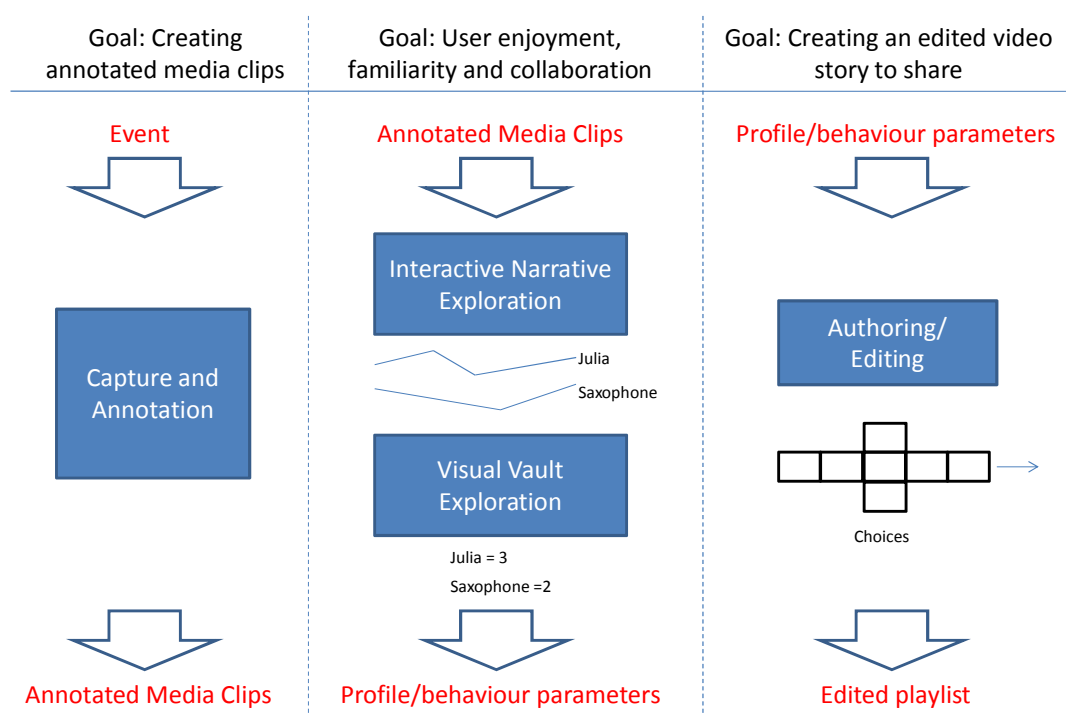 Goal: Creating
annotated media clips
Event
Capture and
Annotation
Annotated Media Clips
Goal: User enjoyment,
familiarity and collaboration
Annotated Media Clips
Interactive Narrative
Exploration
Julia
Saxophone
Visual Vault
Exploration
Julia = 3
Saxophone =2
Profile/behaviour parameters
Goal: Creating an edited video
story to share
Profile/behaviour parameters
Authoring/
Editing
Choices
Edited playlist